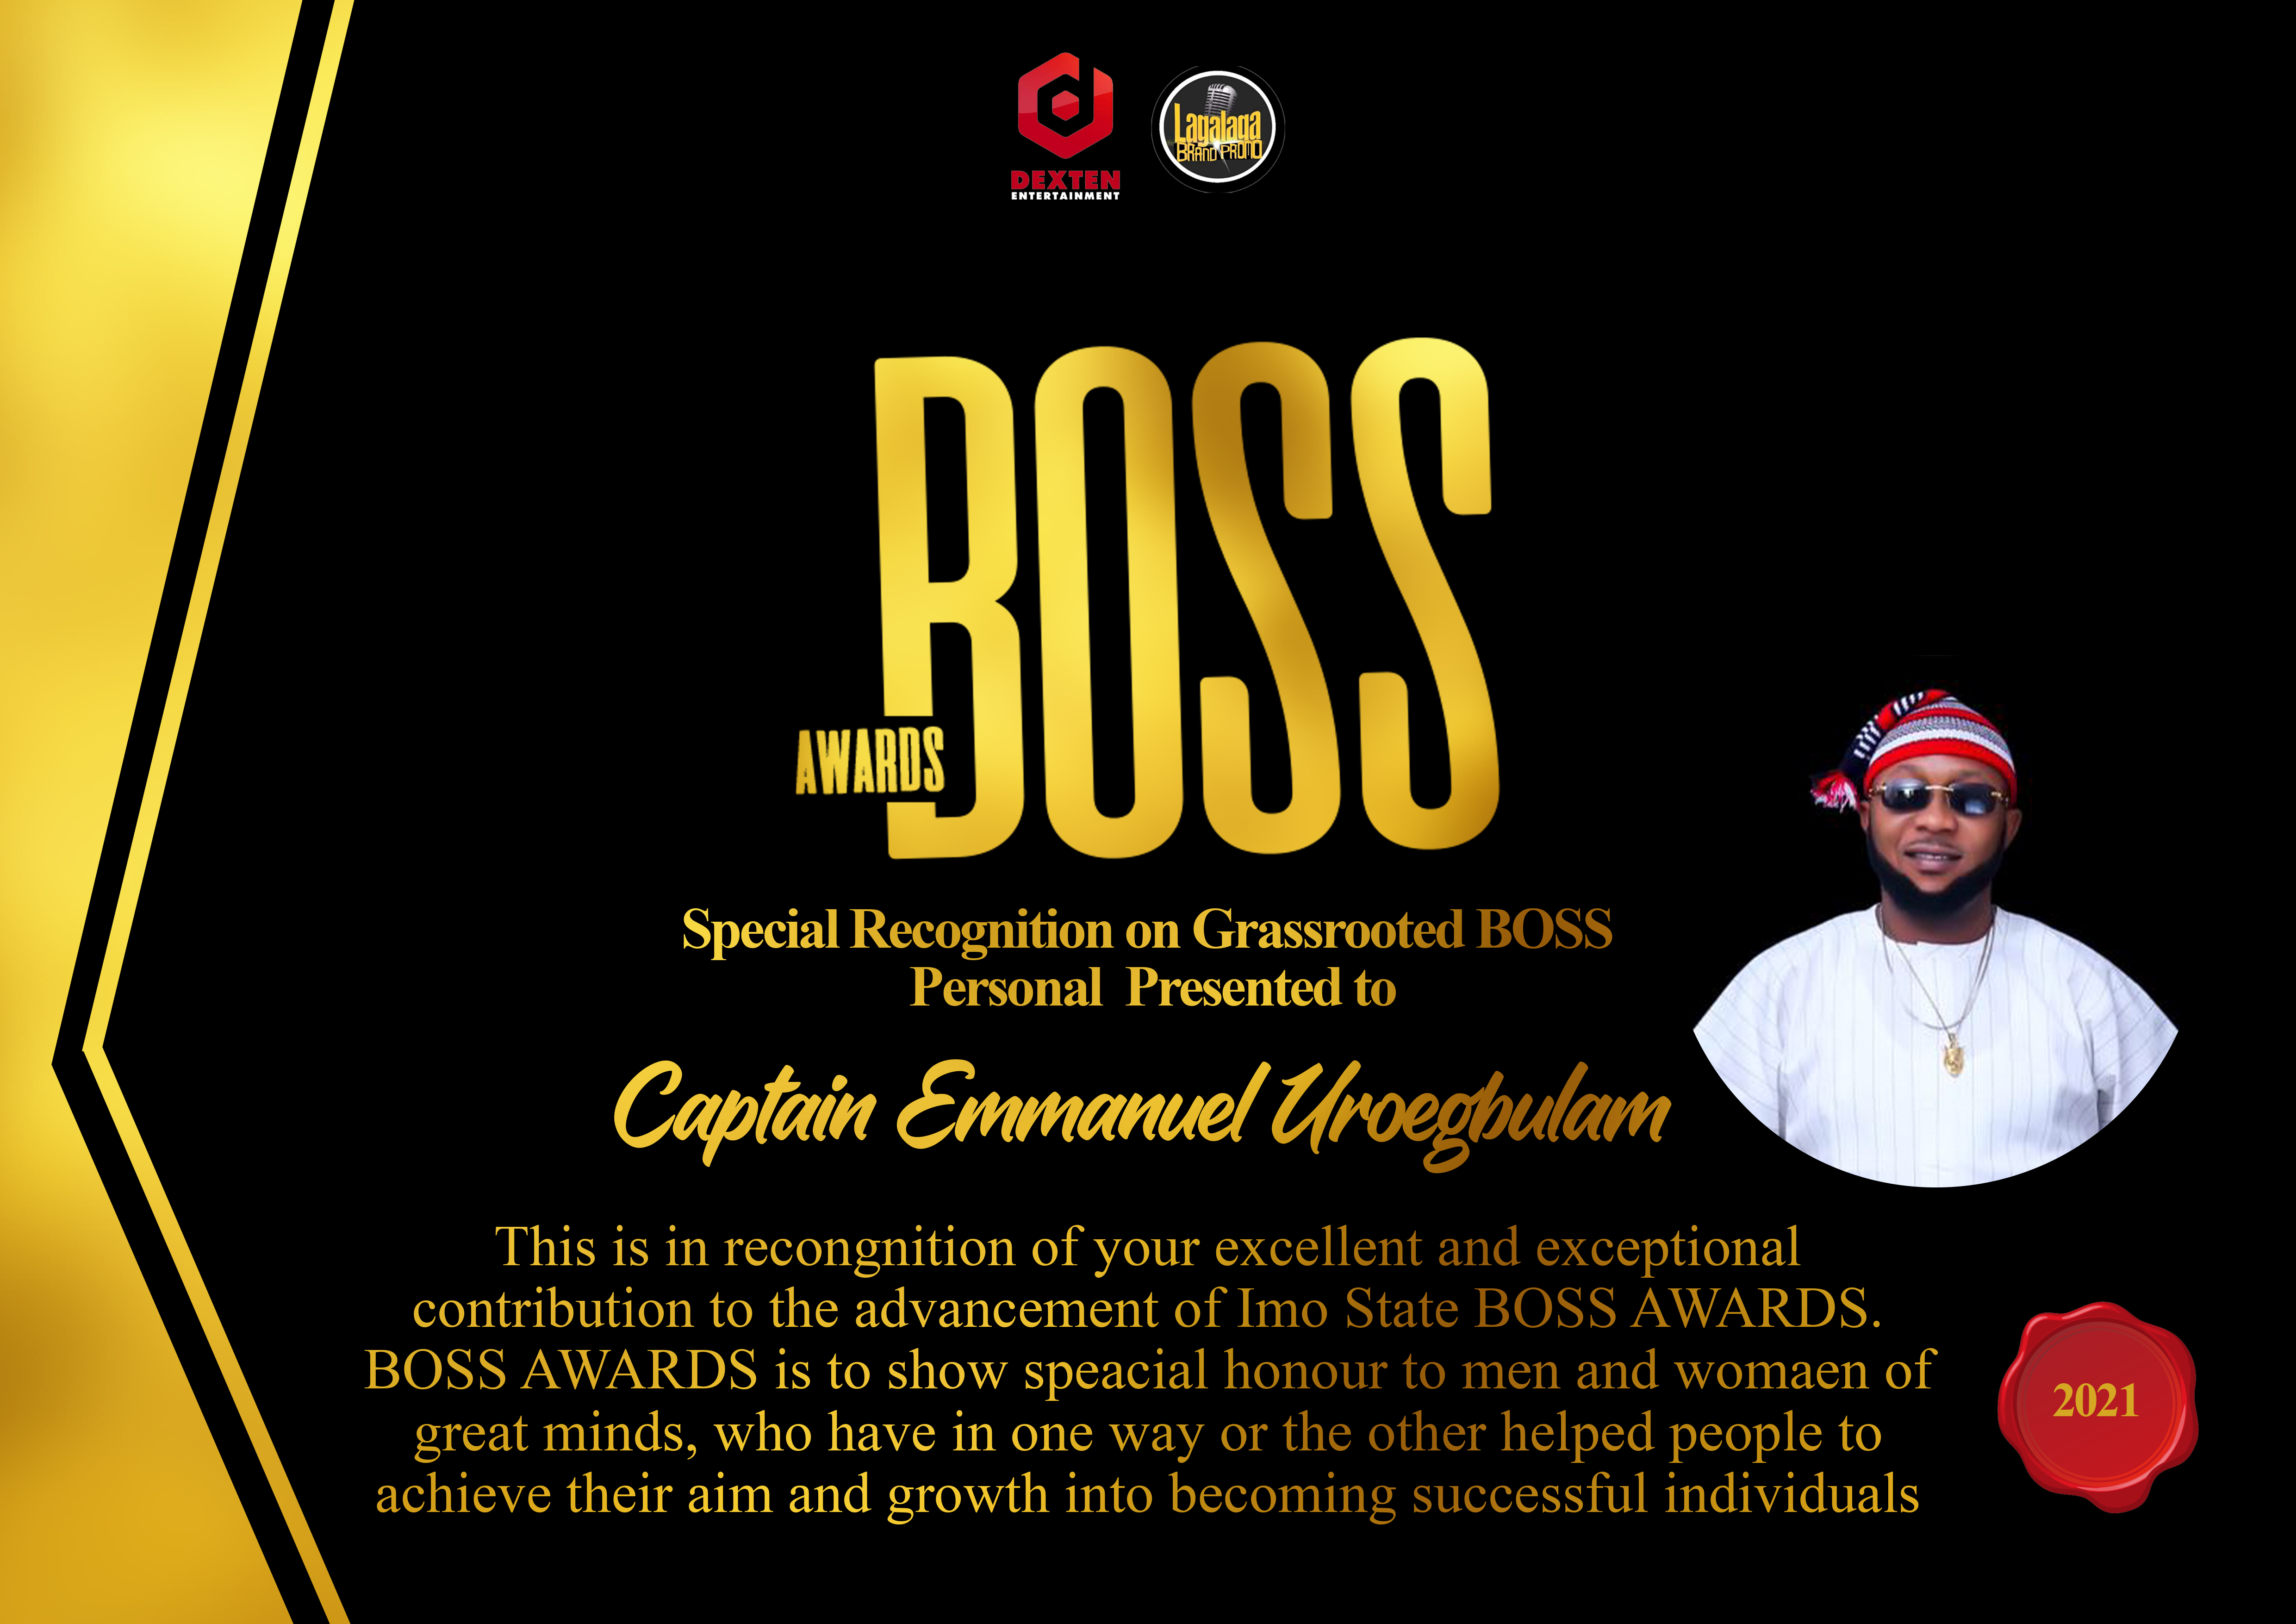 DEXTEN
ENTERTAINMENT
Lagalaga
BRAND PROMO
BOSS
AWARDS
Special Recognition on Grassrooted BOSS
Personal Presented to
Captain Emmanuel Uroegbulam
This is in recongnition of your excellent and exceptional
contribution to the advancement of Imo State BOSS AWARDS.
BOSS AWARDS is to show speacial honour to men and womaen of
great minds, who have in one way or the other helped people to
achieve their aim and growth into becoming successful individuals
2021